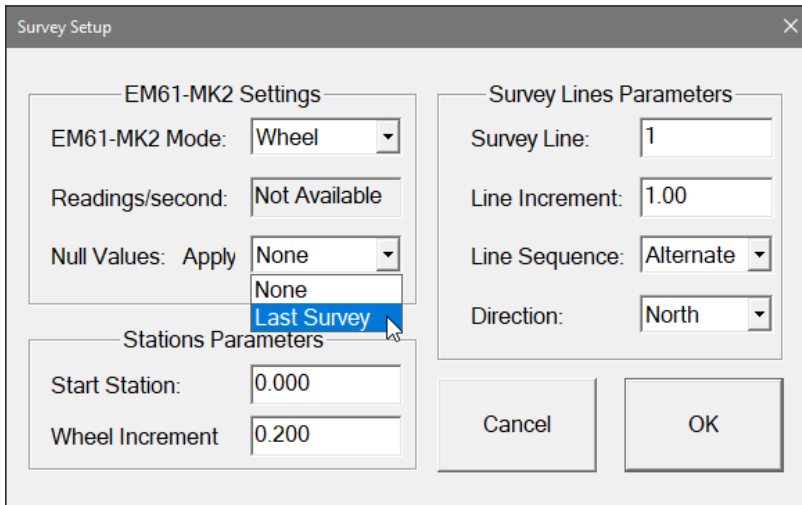 Survey Setup
EM61-MK2 Settings
EM61-MK2 Mode: Wheel
Readings/second: Not Available
Null Values: Apply None
None
Last Survey
Stations Parameters
Start Station: 0.000
Wheel Increment 0.200
Survey Lines Parameters
Survey Line: 1
Line Increment: 1.00
Line Sequence: Alternate
Direction: North
Cancel
OK